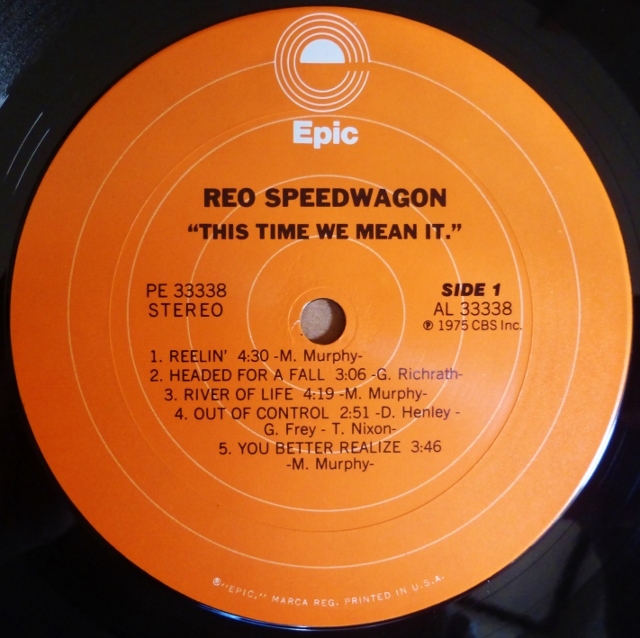 Epic
REO SPEEDWAGON
“THIS TIME WE MEAN IT.”
PE 33338
STEREO
SIDE 1
AL 33338
℗ 1975 CBS Inc.
1. REELIN' 4:30 -M. Murphy-
2. HEADED FOR A FALL 3:06 -G. Richrath-
3. RIVER OF LIFE 4:19 -M. Murphy-
4. OUT OF CONTROL 2:51 -D. Henley -
G. Frey - T. Nixon-
5. YOU BETTER REALIZE 3:46
-M. Murphy-
®“EPIC,” MARCA REG. PRINTED IN U.S.A.